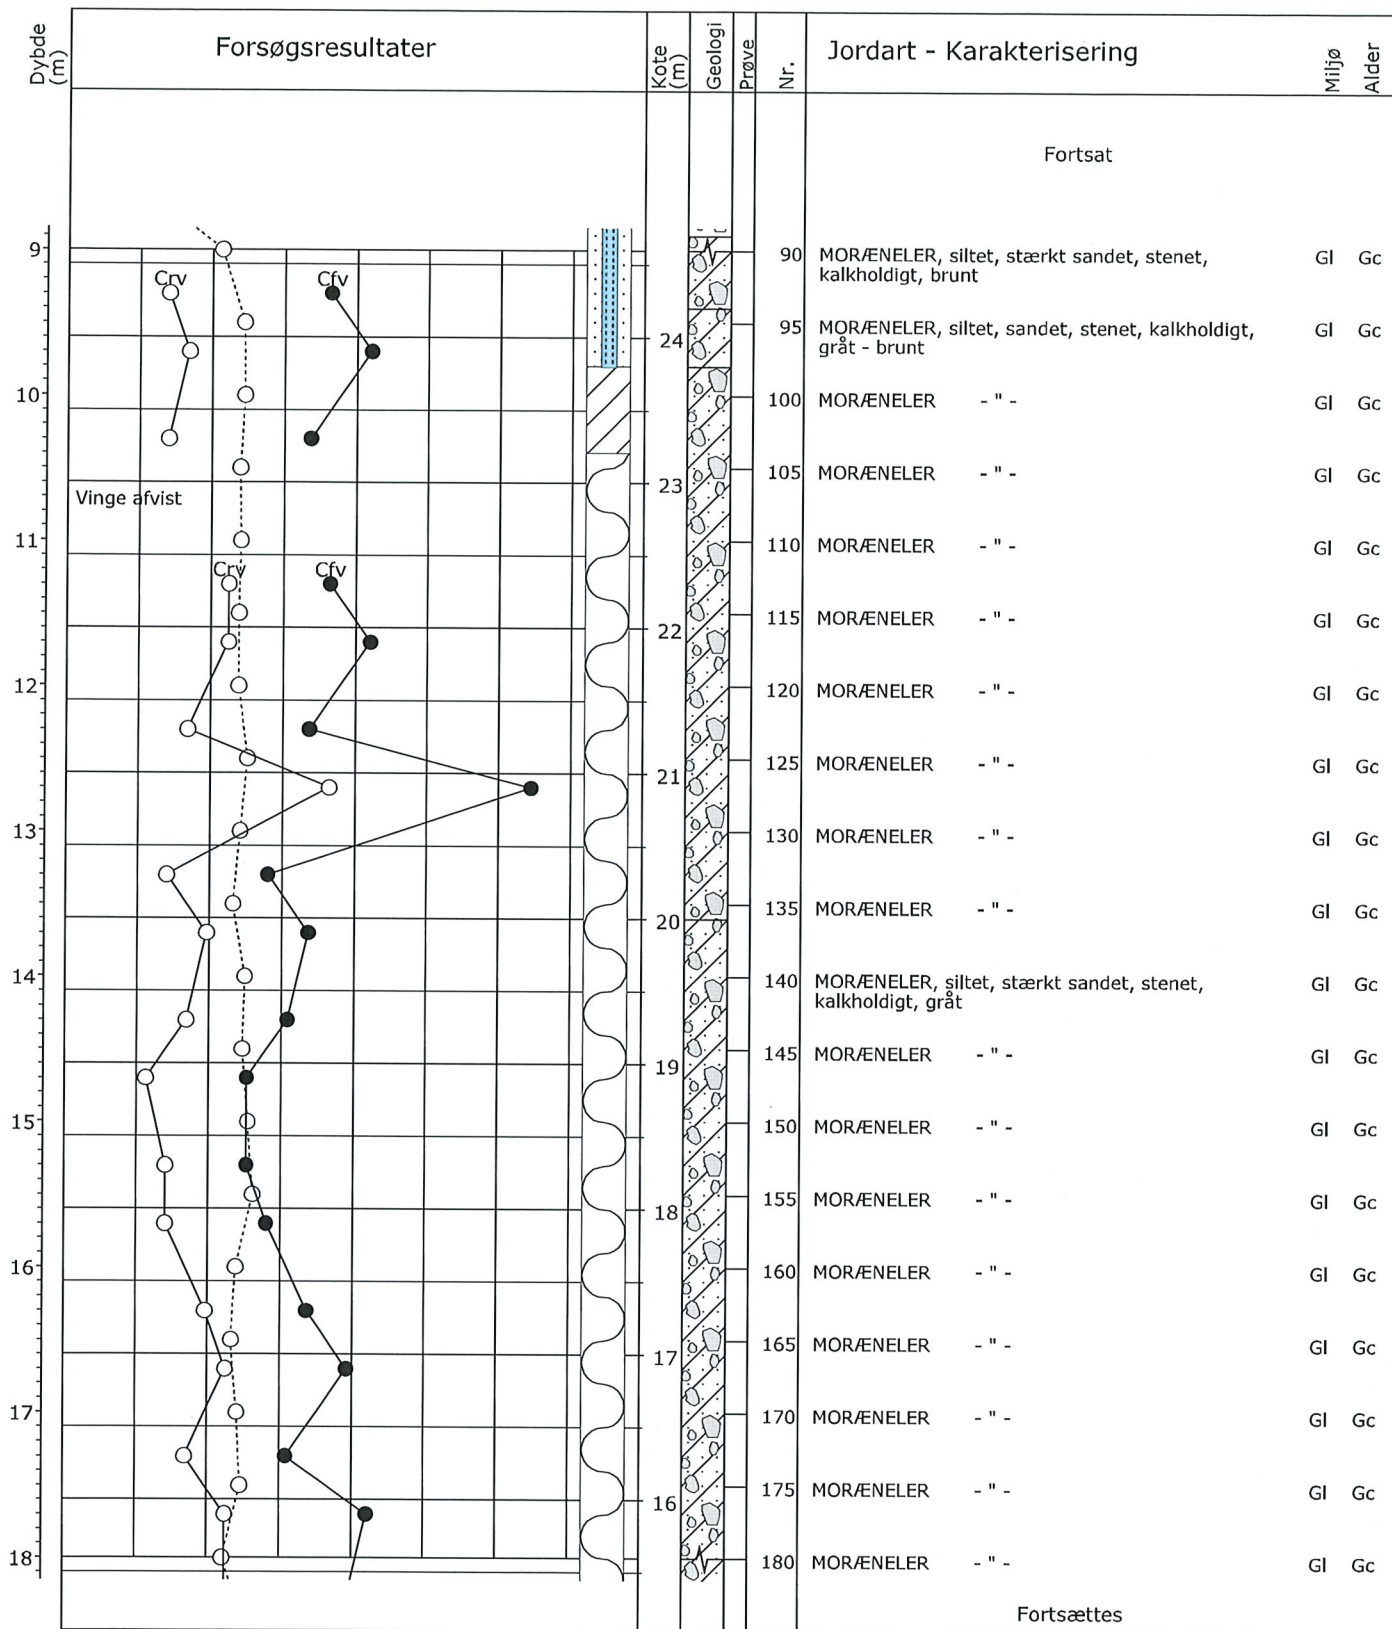 Dybde (m)
Forsøgsresultater
Kote (m)
Geologi
Prøve
Nr.
Jordart - Karakterisering
Miljø
Alder
Fortsat
9
90 MORÆNELER, siltet, stærkt sandet, stenet, Gl Gc
kalkholdigt, brunt
Crv Cfv
24
95 MORÆNELER, siltet, sandet, stenet, kalkholdigt, Gl Gc
gråt - brunt
10
100 MORÆNELER - " - Gl Gc
105 MORÆNELER - " - Gl Gc
23
Vinge afvist
11
110 MORÆNELER - " - Gl Gc
Crv Cfv
115 MORÆNELER - " - Gl Gc
22
12
120 MORÆNELER - " - Gl Gc
125 MORÆNELER - " - Gl Gc
21
13
130 MORÆNELER - " - Gl Gc
135 MORÆNELER - " - Gl Gc
20
14
140 MORÆNELER, siltet, stærkt sandet, stenet, Gl Gc
kalkholdigt, gråt
145 MORÆNELER - " - Gl Gc
19
15
150 MORÆNELER - " - Gl Gc
155 MORÆNELER - " - Gl Gc
18
16
160 MORÆNELER - " - Gl Gc
165 MORÆNELER - " - Gl Gc
17
17
170 MORÆNELER - " - Gl Gc
175 MORÆNELER - " - Gl Gc
16
18
180 MORÆNELER - " - Gl Gc
Fortsættes